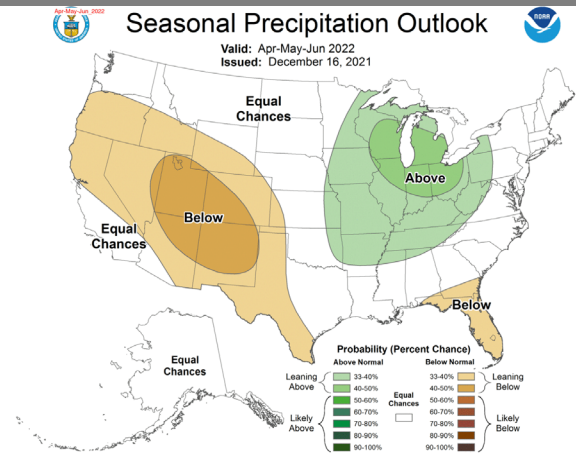 Apr-May-Jun_2022
Seasonal Precipitation Outlook
NOAA
Valid: Apr-May-Jun 2022
Issued: December 16, 2021
Equal
Chances
Above
Below
Equal
Chances
Below
Equal
Chances
Probability (Percent Chance)
Above Normal
Below Normal
Leaning
Above
33-40%
40-50%
Likely
Above
50-60%
60-70%
70-80%
80-90%
90-100%
Equal
Chances
33-40%
40-50%
Leaning
Below
50-60%
60-70%
70-80%
80-90%
90-100%
Likely
Below